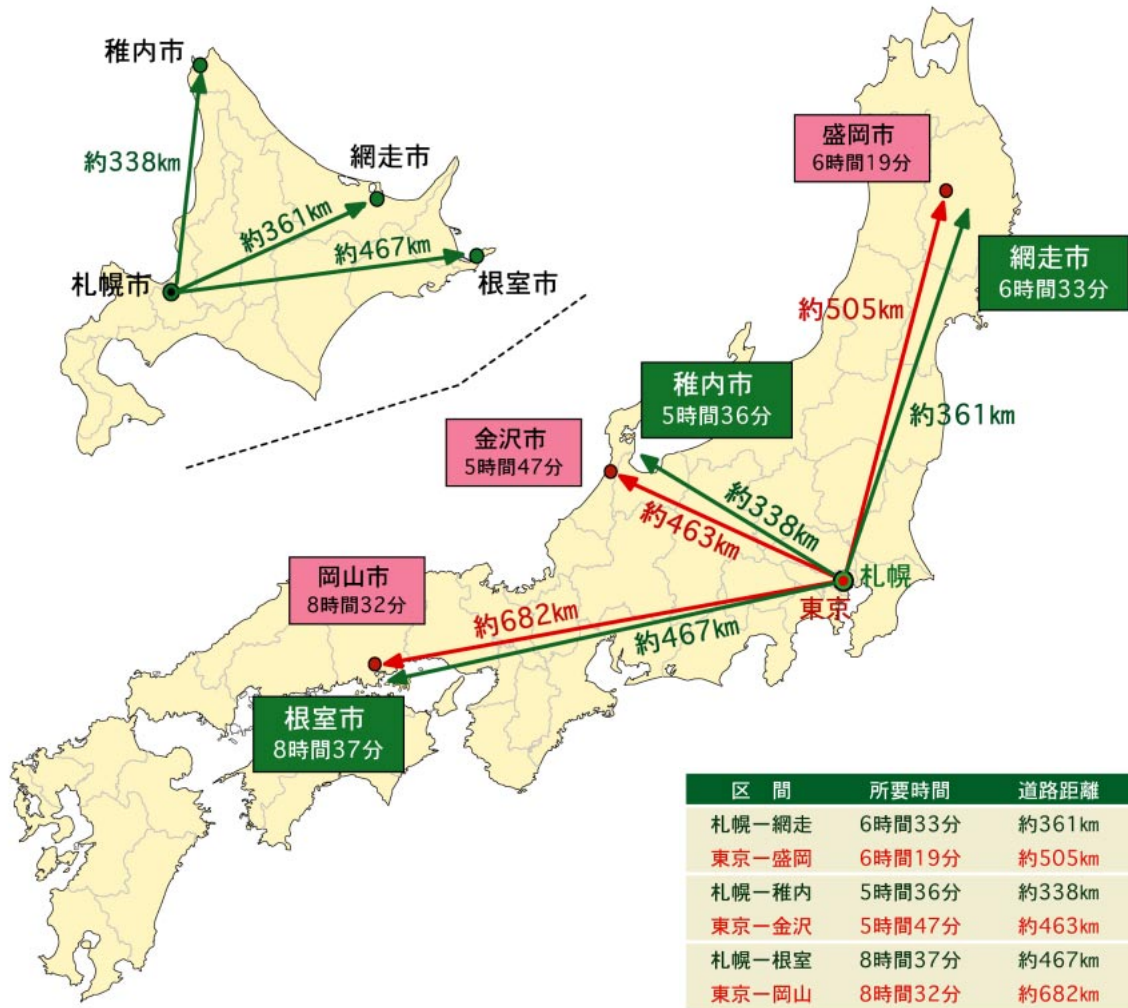 稚内市
約338km
網走市
約361km
約467km
札幌市
根室市
盛岡市
6時間19分
網走市
6時間33分
約505km
約361km
稚内市
5時間36分
金沢市
5時間47分
約338km
約463km
札幌
東京
岡山市
8時間32分
約682km
約467km
根室市
8時間37分
区　間 所要時間 道路距離
札幌ー網走 6時間33分 約361km
東京ー盛岡 6時間19分 約505km
札幌ー稚内 5時間36分 約338km
東京ー金沢 5時間47分 約463km
札幌ー根室 8時間37分 約467km
東京ー岡山 8時間32分 約682km